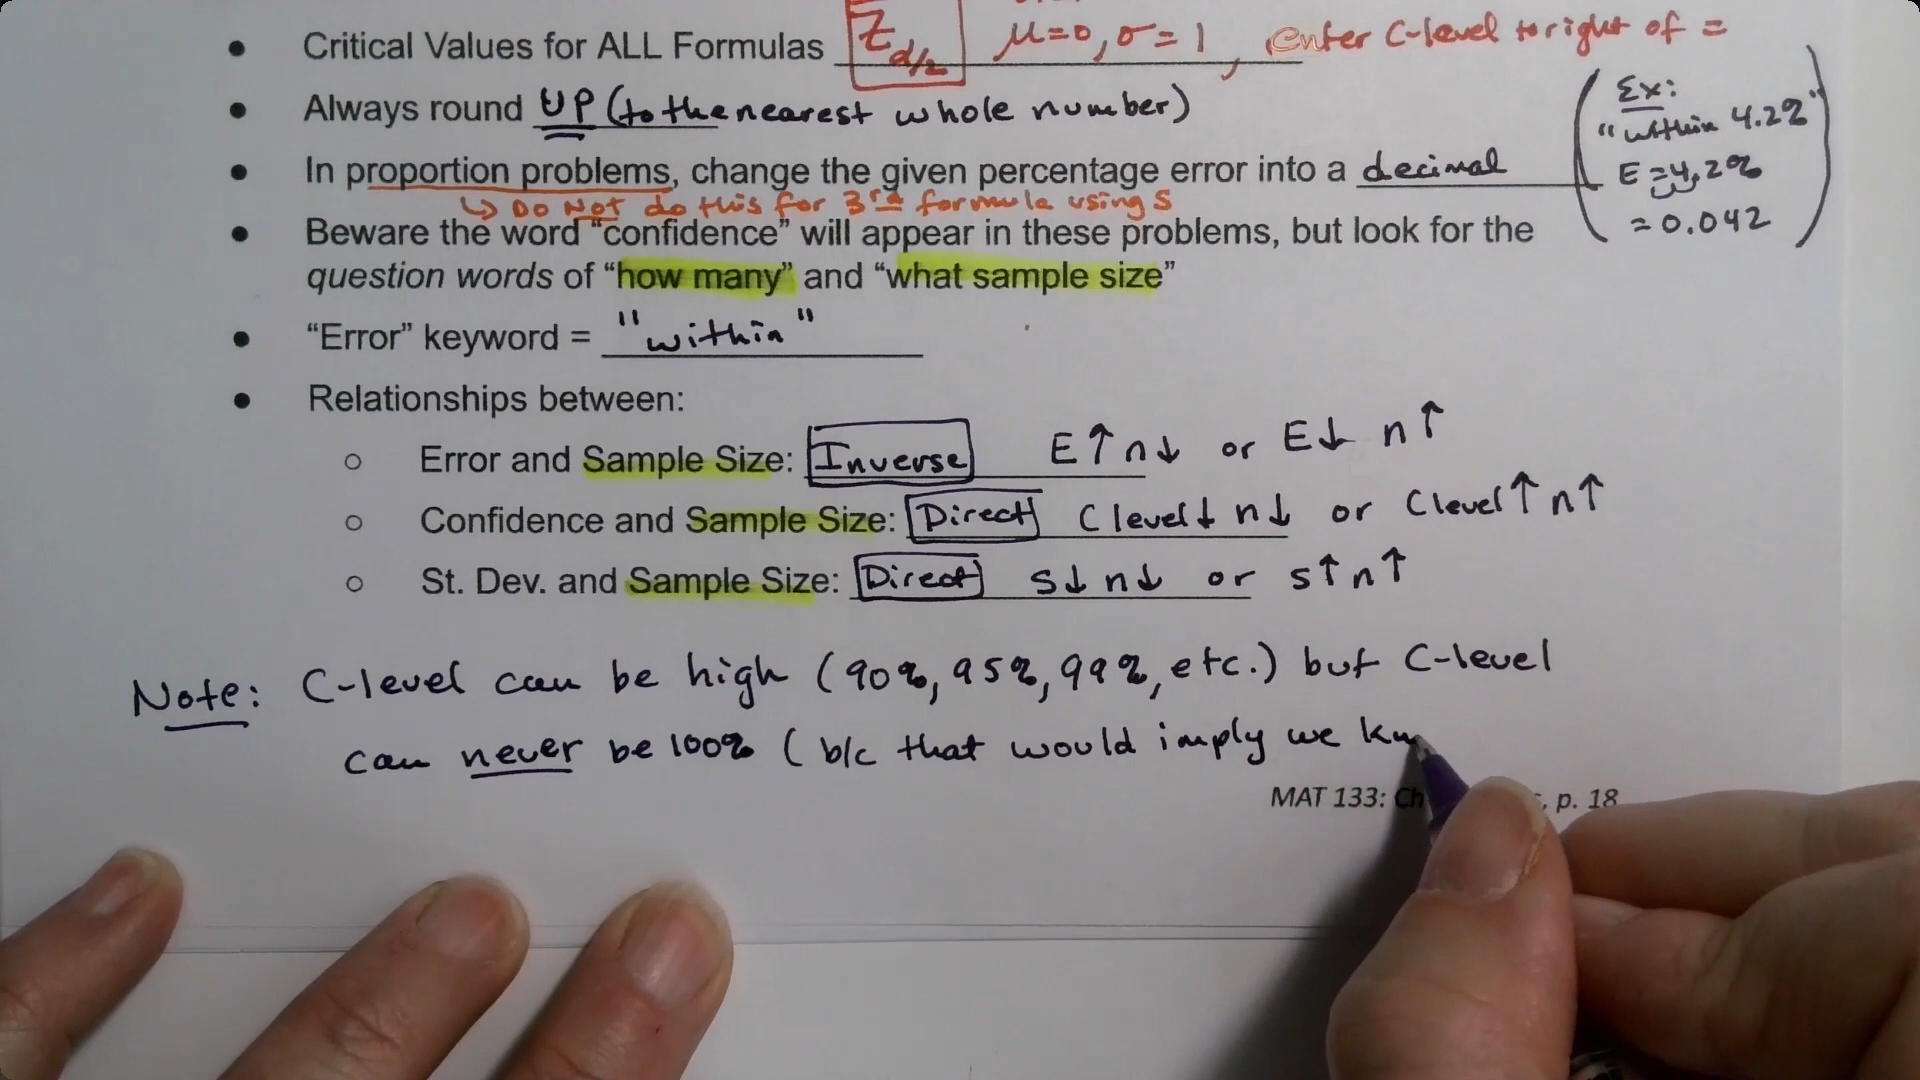 • Critical Values for ALL Formulas Zα/2 μ=0, σ=1, enter C-level to right of =
• Always round UP (to the nearest whole number)
• In proportion problems, change the given percentage error into a decimal
↳ DO NOT do this for 3rd formula using S
Ex:
"within 4.2%"
E = 4.2%
= 0.042
• Beware the word "confidence" will appear in these problems, but look for the
question words of "how many" and "what sample size"
• "Error" keyword = "within"
• Relationships between:
○ Error and Sample Size: Inverse E↑ n↓ or E↓ n↑
○ Confidence and Sample Size: Direct C level↓ n↓ or C level↑ n↑
○ St. Dev. and Sample Size: Direct S↓ n↓ or S↑ n↑
Note: C-level can be high (90%, 95%, 99%, etc.) but C-level
can never be 100% (b/c that would imply we
MAT 133: Ch , p. 18